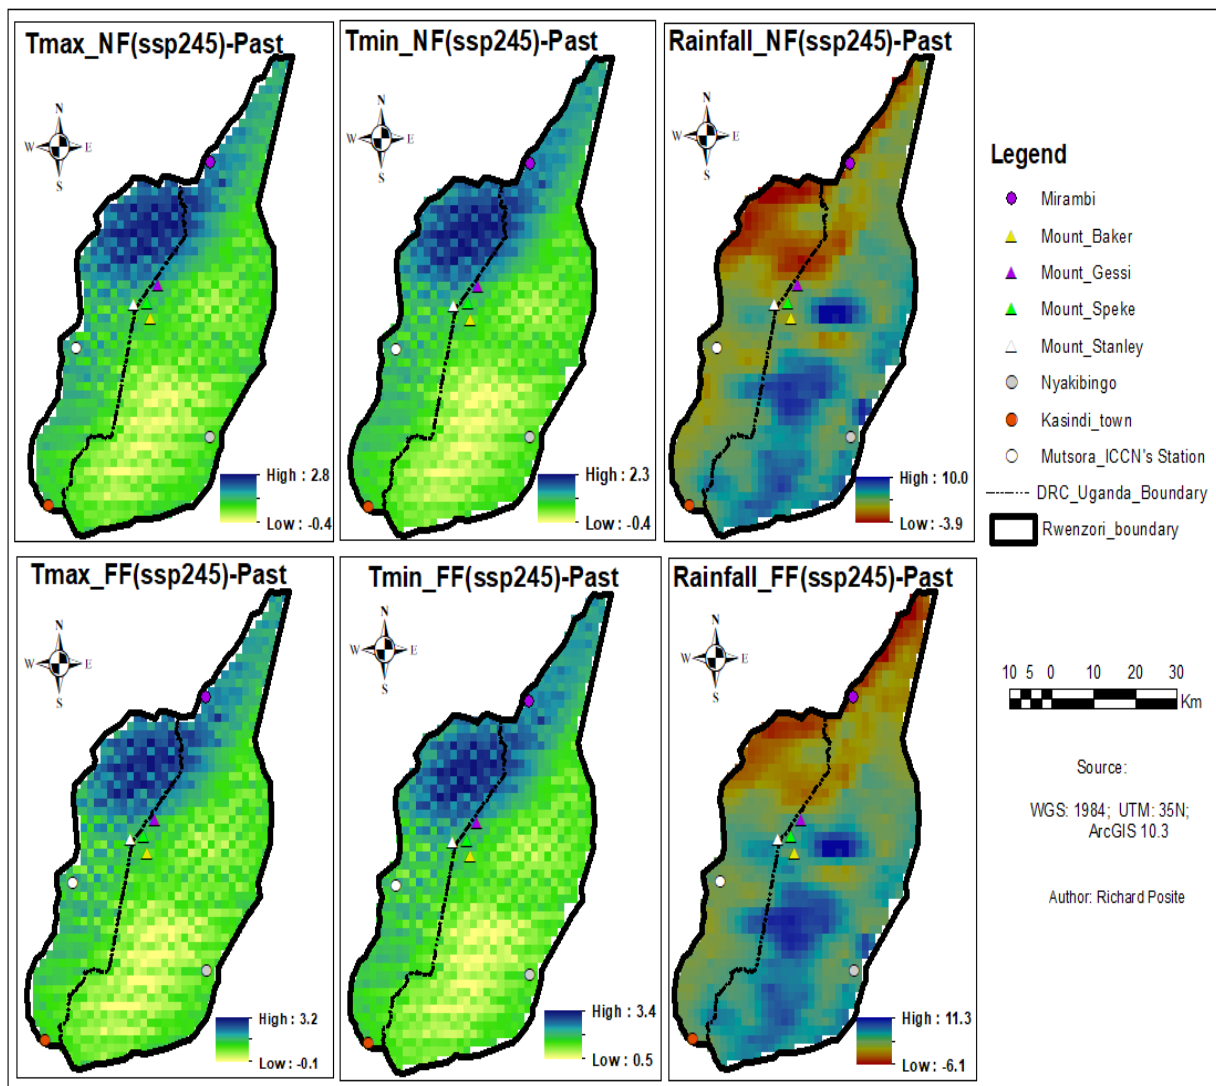 Tmax_NF(ssp245)-Past
N
W E
S
High : 2.8
Low : -0.4
Tmin_NF(ssp245)-Past
N
W E
S
High : 2.3
Low : -0.4
Rainfall_NF(ssp245)-Past
N
W E
S
High : 10.0
Low : -3.9
Tmax_FF(ssp245)-Past
N
W E
S
High : 3.2
Low : -0.1
Tmin_FF(ssp245)-Past
N
W E
S
High : 3.4
Low : 0.5
Rainfall_FF(ssp245)-Past
N
W E
S
High : 11.3
Low : -6.1
Legend
Mirambi
Mount_Baker
Mount_Gessi
Mount_Speke
Mount_Stanley
Nyakibingo
Kasindi_town
Mutsora_ICCN's Station
DRC_Uganda_Boundary
Rwenzori_boundary
10 5 0 10 20 30
Km
Source:
WGS: 1984; UTM: 35N;
ArcGIS 10.3
Author: Richard Posite